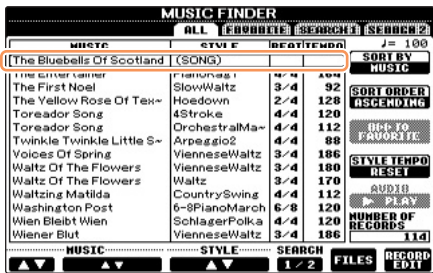 MUSIC FINDER
ALL FAVORITE SEARCH1 SEARCH2
MUSIC STYLE BEAT TEMPO ♩= 100
The Bluebells Of Scotland (SONG)
SORT BY
MUSIC
The Entertainer PianoRag1 4/4 164
The First Noel SlowWaltz 3/4 92
The Yellow Rose Of Tex~ Hoedown 2/4 128
SORT ORDER
ASCENDING
Toreador Song 4Stroke 4/4 120
Toreador Song OrchestralMa~ 4/4 112
ADD TO
FAVORITE
Twinkle Twinkle Little S~ Arpeggio2 4/4 88
Voices Of Spring VienneseWaltz 3/4 186
Waltz Of The Flowers VienneseWaltz 3/4 180
STYLE TEMPO
RESET
Waltz Of The Flowers Waltz 3/4 170
Waltzing Matilda CountrySwing 4/4 112
AUDIO
PLAY
Washington Post 6-8PianoMarch 6/8 120
Wien Bleibt Wien SchlagerPolka 4/4 120
NUMBER OF
RECORDS
114
Wiener Blut VienneseWaltz 3/4 186
MUSIC STYLE SEARCH
▲▼ ▲▼ ▲▼ 1/2 FILES RECORD
EDIT